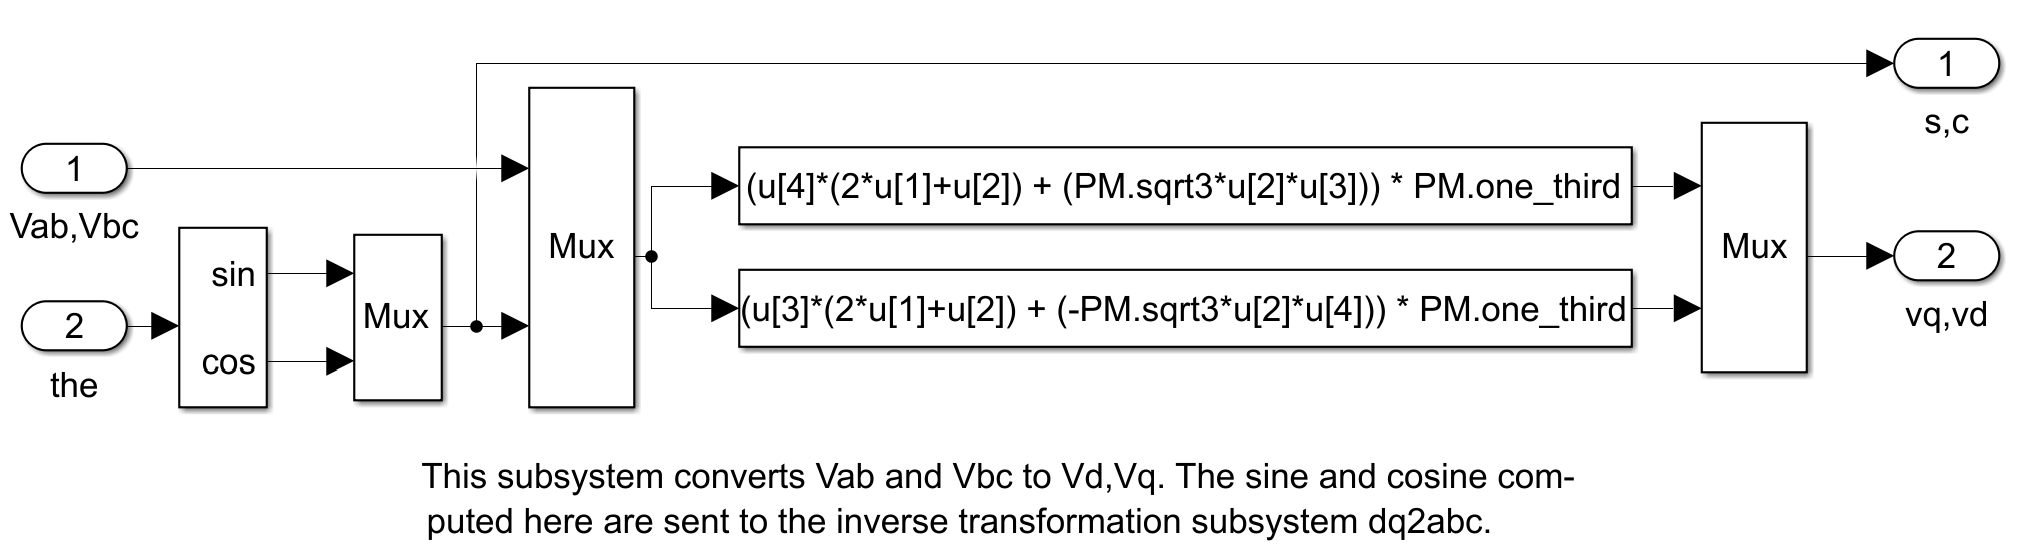 1
s,c
1
Vab,Vbc
Mux
(u[4]*(2*u[1]+u[2]) + (PM.sqrt3*u[2]*u[3])) * PM.one_third
Mux
2
vq,vd
sin
cos
Mux
2
the
(u[3]*(2*u[1]+u[2]) + (-PM.sqrt3*u[2]*u[4])) * PM.one_third
This subsystem converts Vab and Vbc to Vd,Vq. The sine and cosine com-
puted here are sent to the inverse transformation subsystem dq2abc.